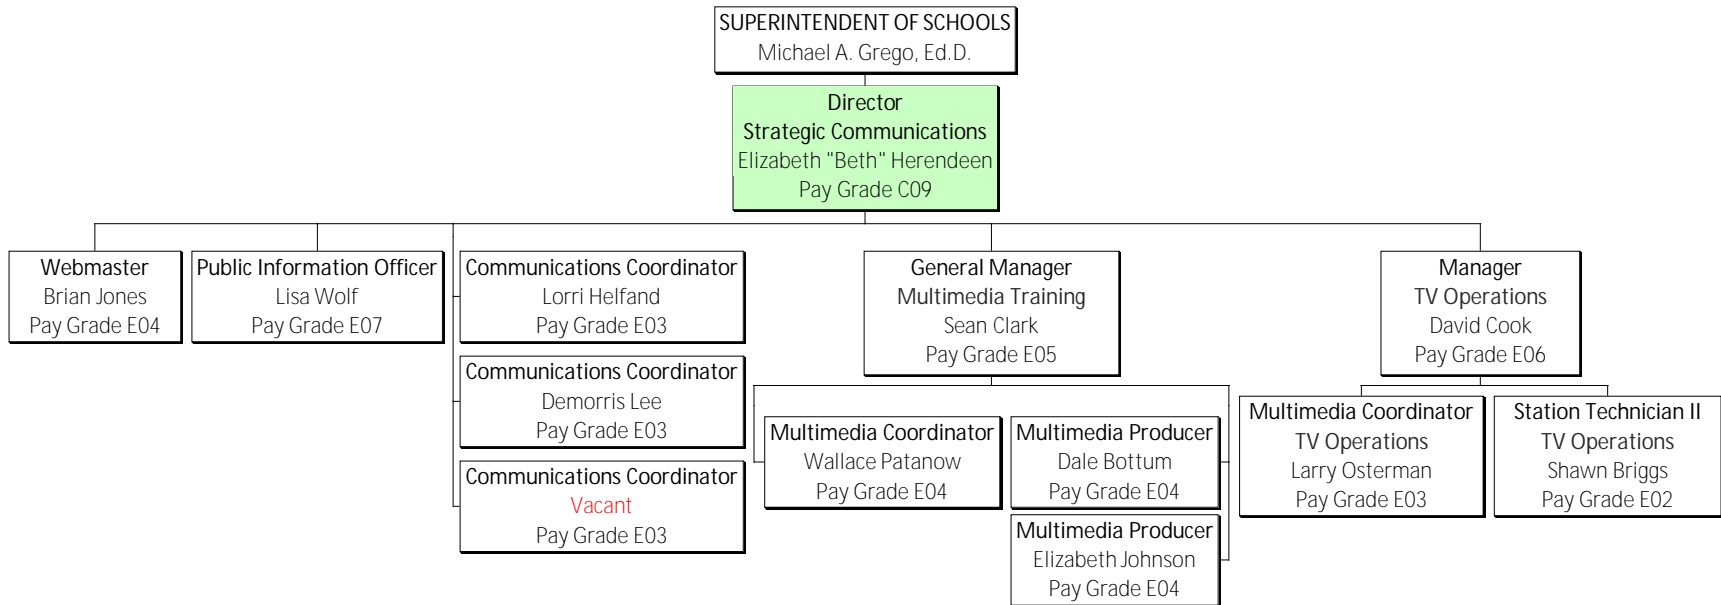 SUPERINTENDENT OF SCHOOLS
Michael A. Grego, Ed.D.
Director
Strategic Communications
Elizabeth "Beth" Herendeen
Pay Grade C09
Webmaster
Brian Jones
Pay Grade E04
Public Information Officer
Lisa Wolf
Pay Grade E07
Communications Coordinator
Lorri Helfand
Pay Grade E03
Communications Coordinator
Demorris Lee
Pay Grade E03
Communications Coordinator
Vacant
Pay Grade E03
General Manager
Multimedia Training
Sean Clark
Pay Grade E05
Multimedia Coordinator
Wallace Patanow
Pay Grade E04
Multimedia Producer
Dale Bottum
Pay Grade E04
Multimedia Producer
Elizabeth Johnson
Pay Grade E04
Manager
TV Operations
David Cook
Pay Grade E06
Multimedia Coordinator
TV Operations
Larry Osterman
Pay Grade E03
Station Technician II
TV Operations
Shawn Briggs
Pay Grade E02